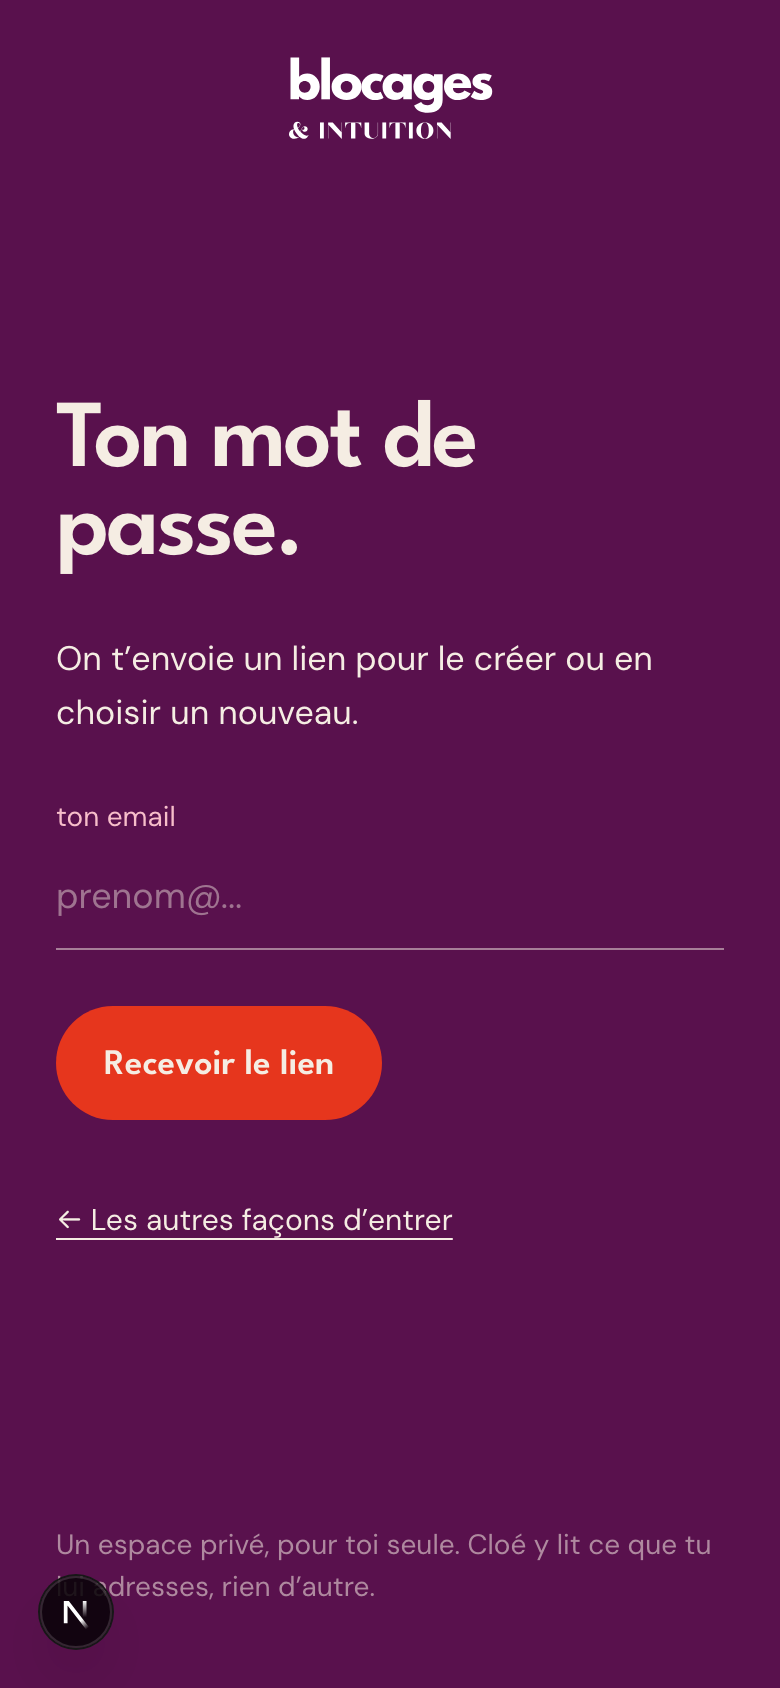 blocages
& INTUITION
Ton mot de
passe.
On t’envoie un lien pour le créer ou en
choisir un nouveau.
ton email
prenom@...
Recevoir le lien
← Les autres façons d’entrer
Un espace privé, pour toi seule. Cloé y lit ce que tu
lui adresses, rien d’autre.
N